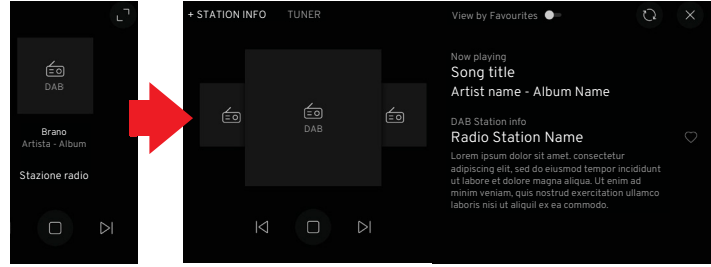 DAB
Brano
Artista - Album
Stazione radio
+ STATION INFO TUNER
View by Favourites
DAB
Now playing
Song title
Artist name - Album Name
DAB Station info
Radio Station Name
Lorem ipsum dolor sit amet. consectetur
adipiscing elit, sed do eiusmod tempor incididunt
ut labore et dolore magna aliqua. Ut enim ad
minim veniam, quis nostrud exercitation ullamco
laboris nisi ut aliquil ex ea commodo.